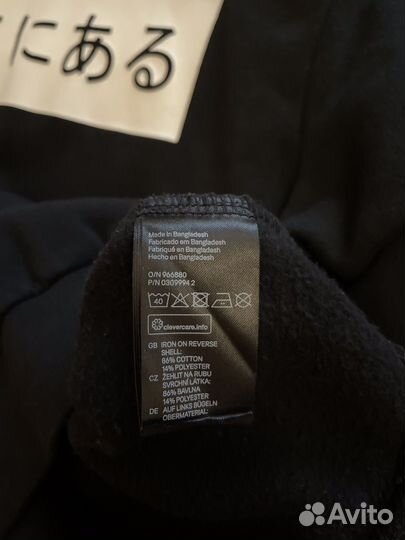 にある
Made in Bangladesh
Fabricado em Bangladesh
Fabriqué en Bangladesh
Hecho en Bangladesh
O/N 966880
P/N 0309994 2
40
clevercare.info
GB IRON ON REVERSE
SHELL:
86% COTTON
14% POLYESTER
CZ ŽEHLIT NA RUBU
SVRCHNÍ LÁTKA:
86% BAVLNA
14% POLYESTER
DE AUF LINKS BÜGELN
OBERMATERIAL:
Avito